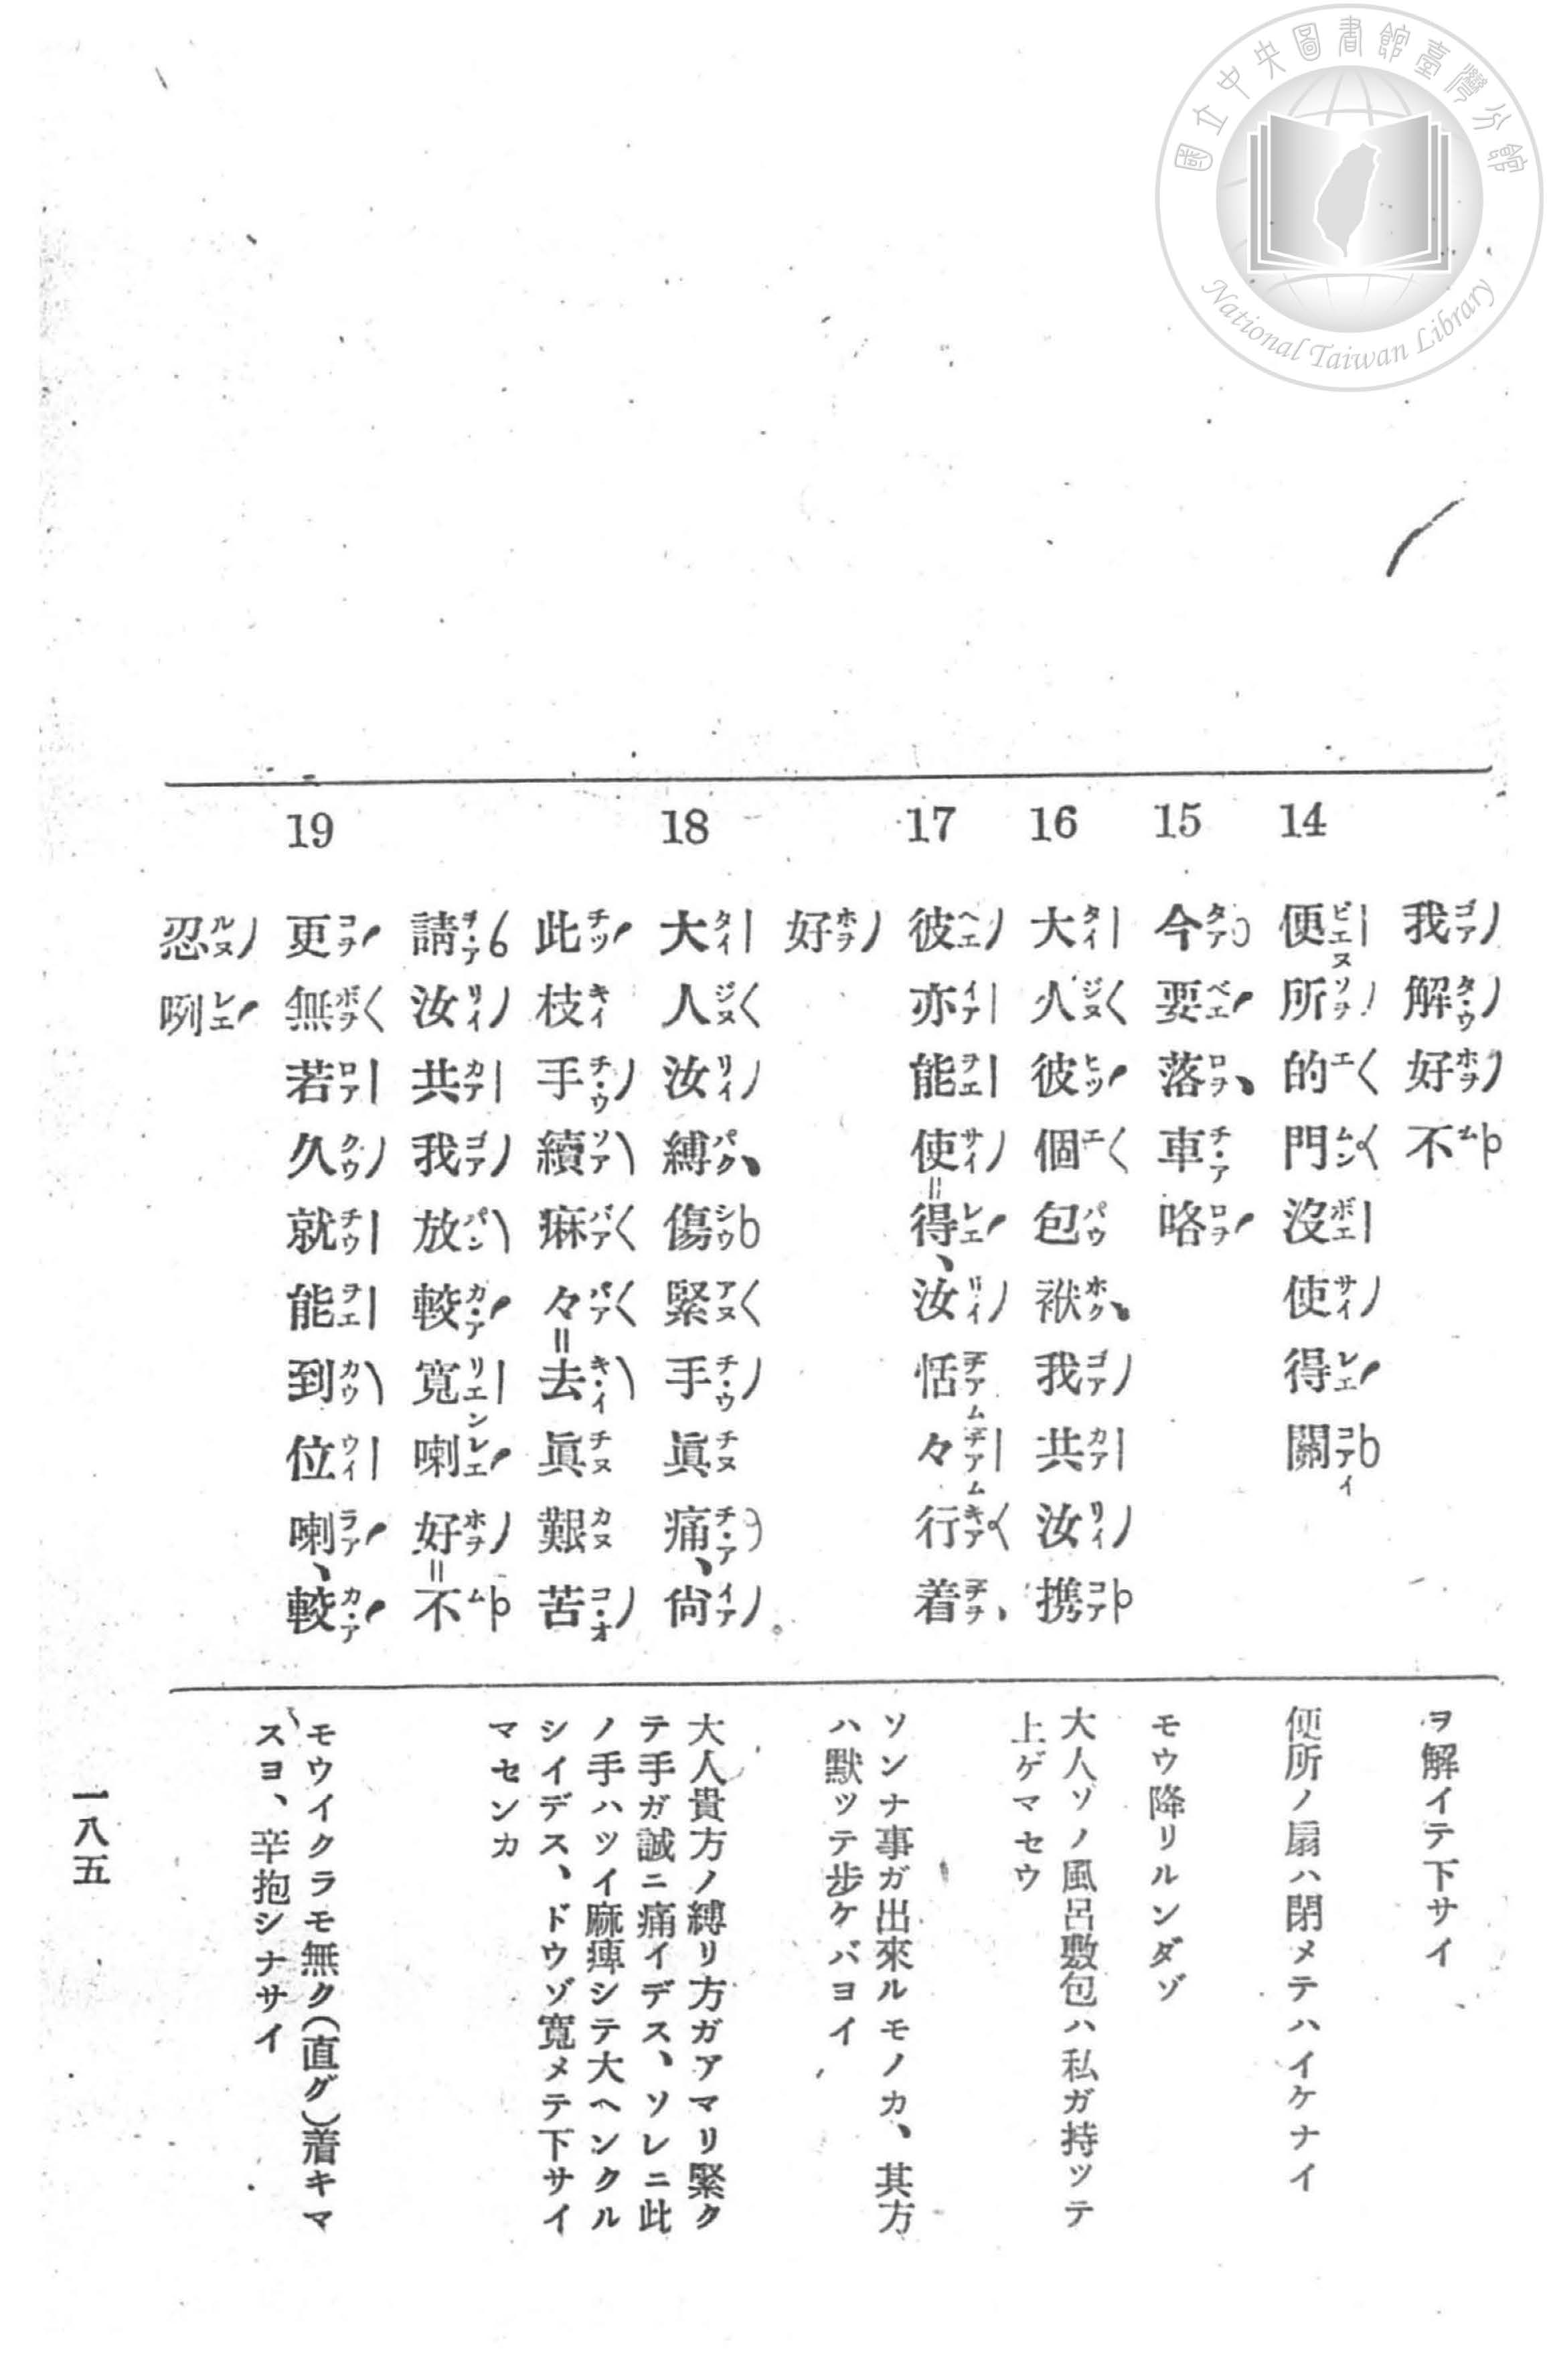 國立中央圖書館臺灣分館
National Taiwan Library
我解好不
14 便所的門沒使得關
15 今要落車咯
16 大人彼個包袱我共汝携
17 彼亦能使得、汝恬々行着
好
18 大人汝縛傷緊手眞痛、尙
此枝手續痳々去眞艱苦
請汝共我放較寬喇好不
19 更無若久就能到位喇、較
忍咧
ヲ解イテ下サイ
便所ノ扇ハ閉メテハイケナイ
モウ降リルンダゾ
大人ソノ風呂敷包ハ私ガ持ツテ
上ゲマセウ
ソンナ事ガ出來ルモノカ、其方
ハ默ツテ步ケバヨイ
大人貴方ノ縛リ方ガアマリ緊ク
テ手ガ誠ニ痛イデス、ソレニ此
ノ手ハツイ麻痺シテ大ヘンクル
シイデス、ドウゾ寬メテ下サイ
マセンカ
モウイクラモ無ク(直グ)着キマ
スヨ、辛抱シナサイ
一八五